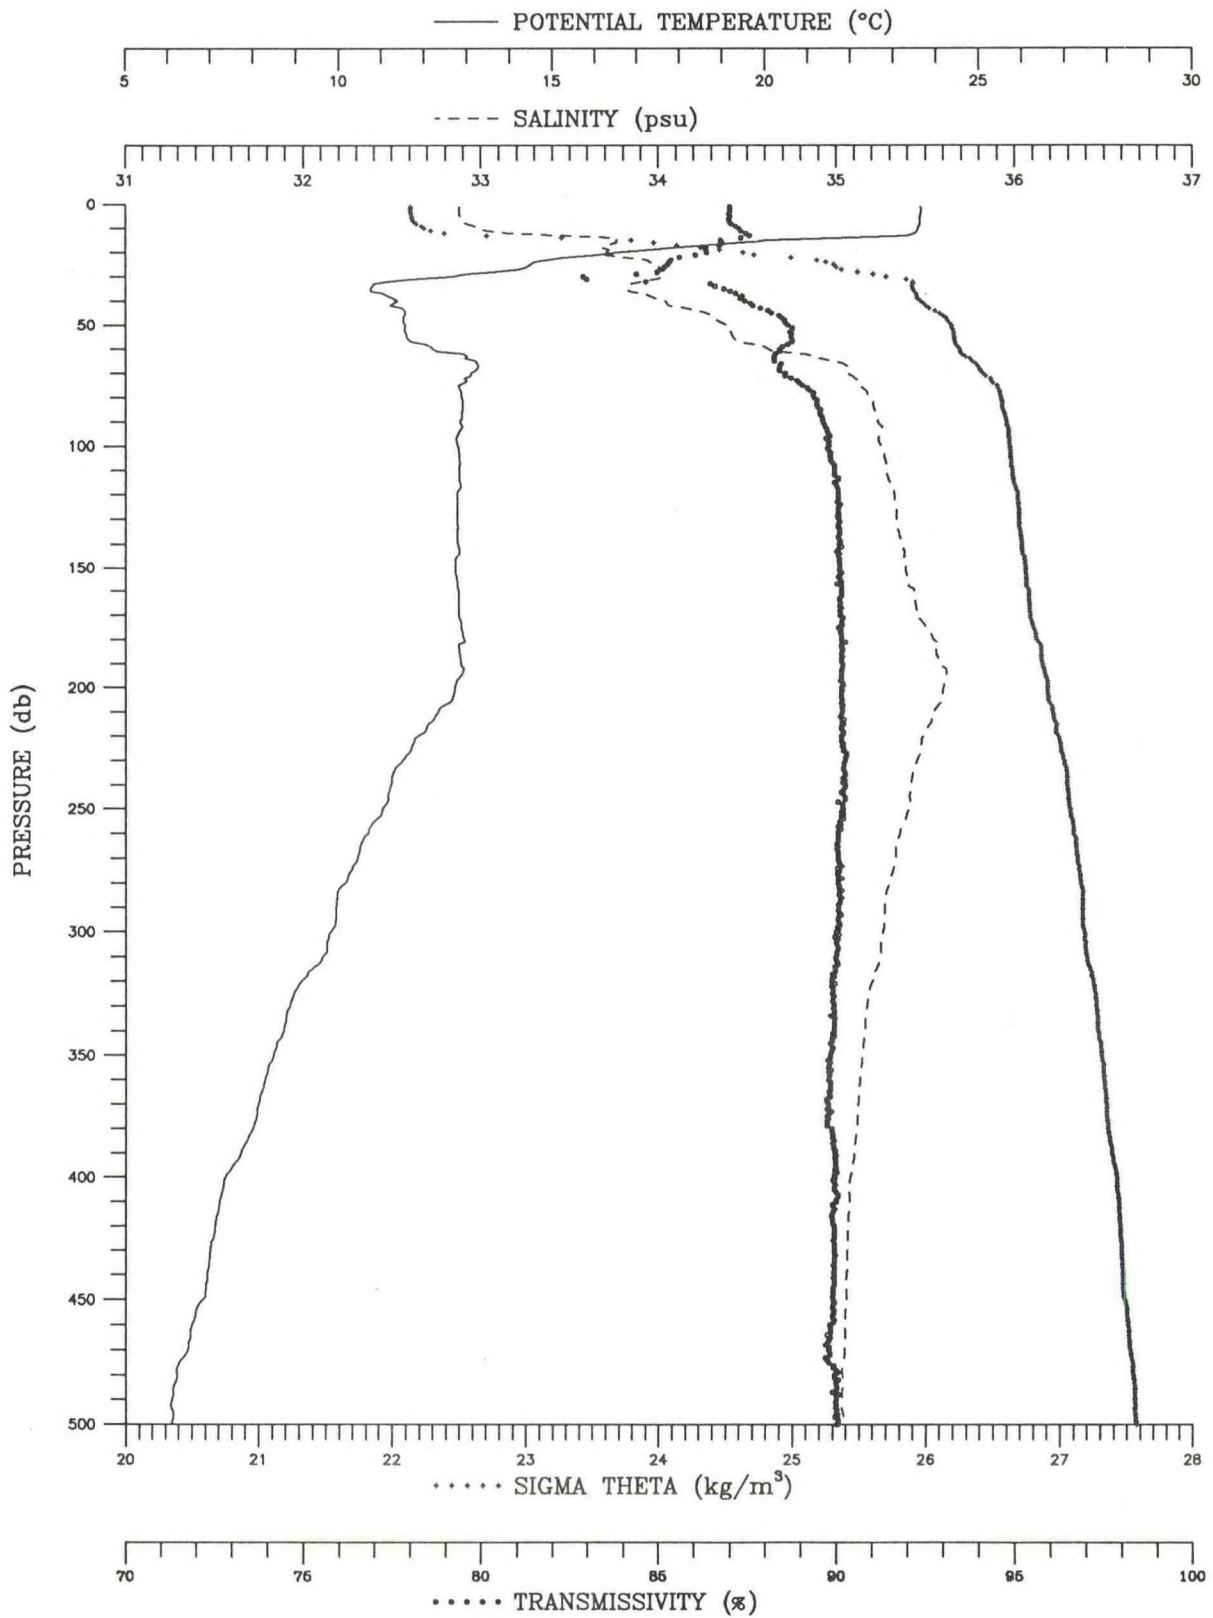 POTENTIAL TEMPERATURE (°C)
5 10 15 20 25 30
SALINITY (psu)
31 32 33 34 35 36 37
PRESSURE (db)
0
50
100
150
200
250
300
350
400
450
500
20 21 22 23 24 25 26 27 28
SIGMA THETA (kg/m³)
70 75 80 85 90 95 100
TRANSMISSIVITY (%)